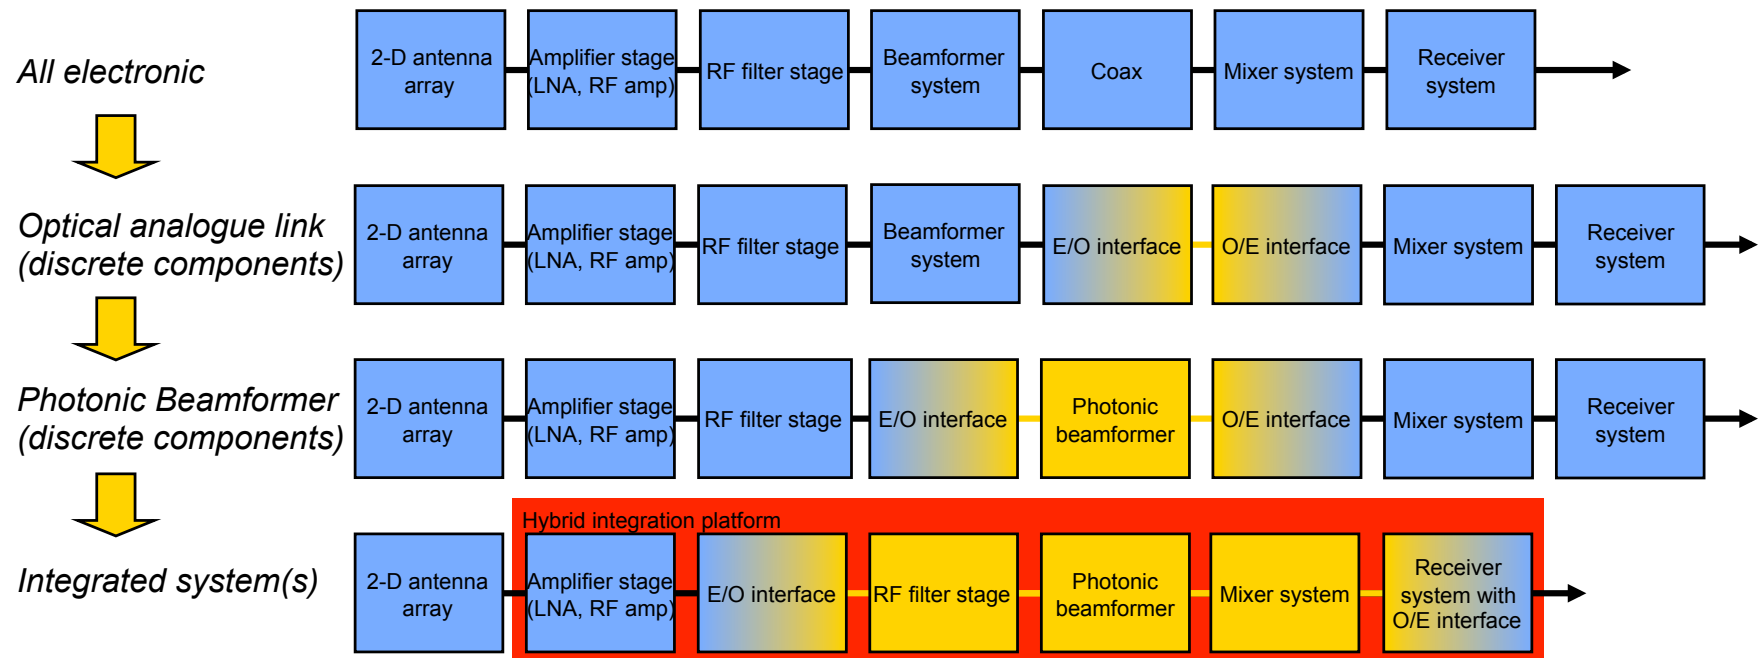 All electronic
2-D antenna
array
Amplifier stage
(LNA, RF amp)
RF filter stage
Beamformer
system
Coax
Mixer system
Receiver
system
Optical analogue link
(discrete components)
2-D antenna
array
Amplifier stage
(LNA, RF amp)
RF filter stage
Beamformer
system
E/O interface
O/E interface
Mixer system
Receiver
system
Photonic Beamformer
(discrete components)
2-D antenna
array
Amplifier stage
(LNA, RF amp)
RF filter stage
E/O interface
Photonic
beamformer
O/E interface
Mixer system
Receiver
system
Hybrid integration platform
Integrated system(s)
2-D antenna
array
Amplifier stage
(LNA, RF amp)
E/O interface
RF filter stage
Photonic
beamformer
Mixer system
Receiver
system with
O/E interface